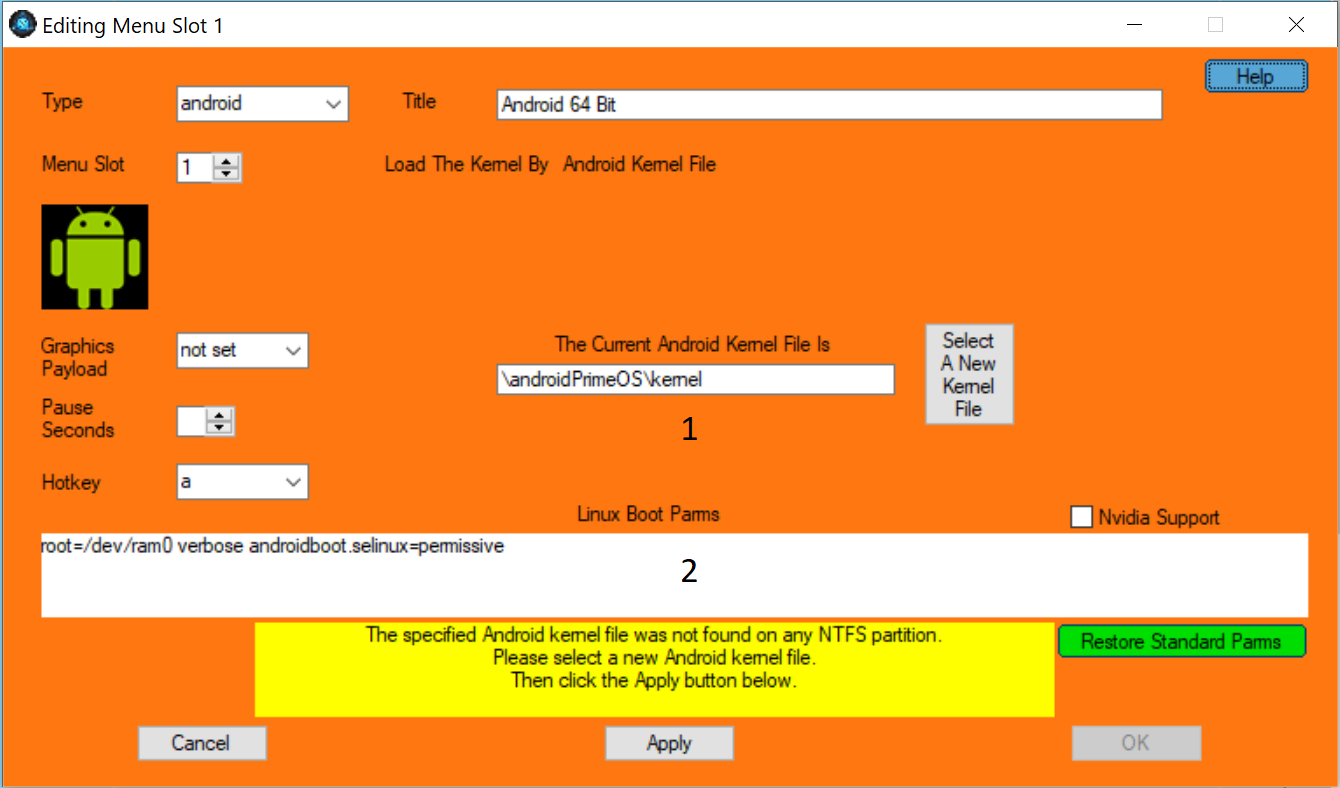 Editing Menu Slot 1
Help
Type
android
Title
Android 64 Bit
Menu Slot
1
Load The Kernel By Android Kernel File
Graphics
Payload
not set
The Current Android Kernel File Is
\androidPrimeOS\kernel
Select
A New
Kernel
File
Pause
Seconds
1
Hotkey
a
Linux Boot Parms
Nvidia Support
root=/dev/ram0 verbose androidboot.selinux=permissive
2
The specified Android kernel file was not found on any NTFS partition.
Please select a new Android kernel file.
Then click the Apply button below.
Restore Standard Parms
Cancel
Apply
OK